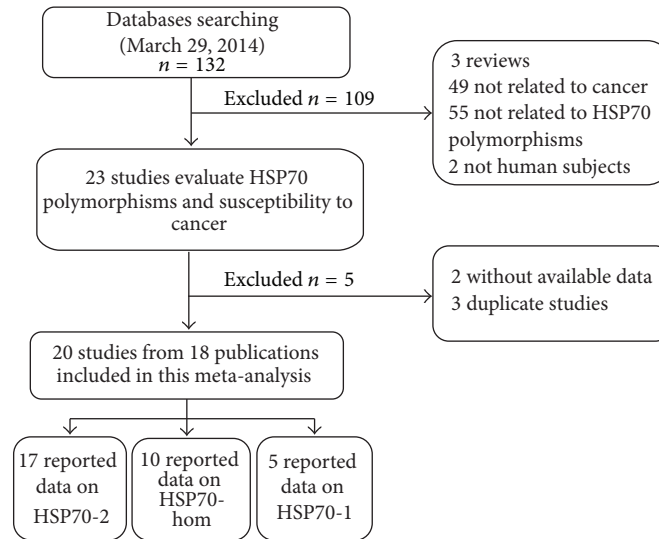 Databases searching
(March 29, 2014)
n = 132
Excluded n = 109
3 reviews
49 not related to cancer
55 not related to HSP70
polymorphisms
2 not human subjects
23 studies evaluate HSP70
polymorphisms and susceptibility to
cancer
Excluded n = 5
2 without available data
3 duplicate studies
20 studies from 18 publications
included in this meta-analysis
17 reported
data on
HSP70-2
10 reported
data on
HSP70-
hom
5 reported
data on
HSP70-1